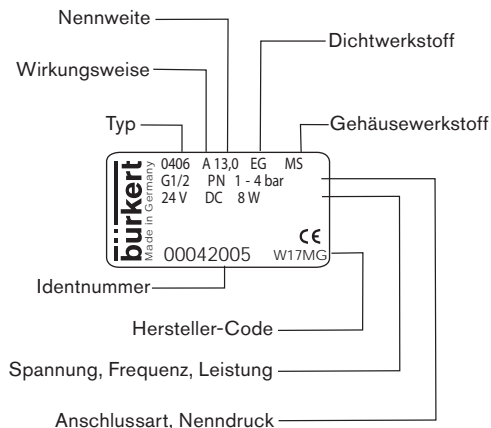 Nennweite
Dichtwerkstoff
Wirkungsweise
Typ
Gehäusewerkstoff
bürkert
Made in Germany
0406 A 13,0 EG MS
G1/2 PN 1 - 4 bar
24 V DC 8 W
CE
00042005 W17MG
Identnummer
Hersteller-Code
Spannung, Frequenz, Leistung
Anschlussart, Nenndruck